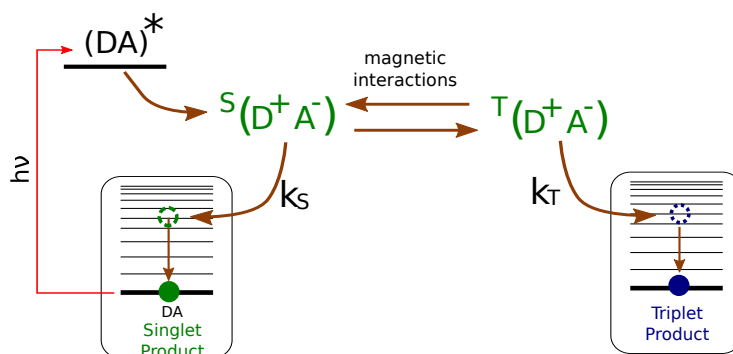 (DA)*
magnetic
interactions
S(D+A-)
T(D+A-)
hν
kS
kT
DA
Singlet
Product
Triplet
Product